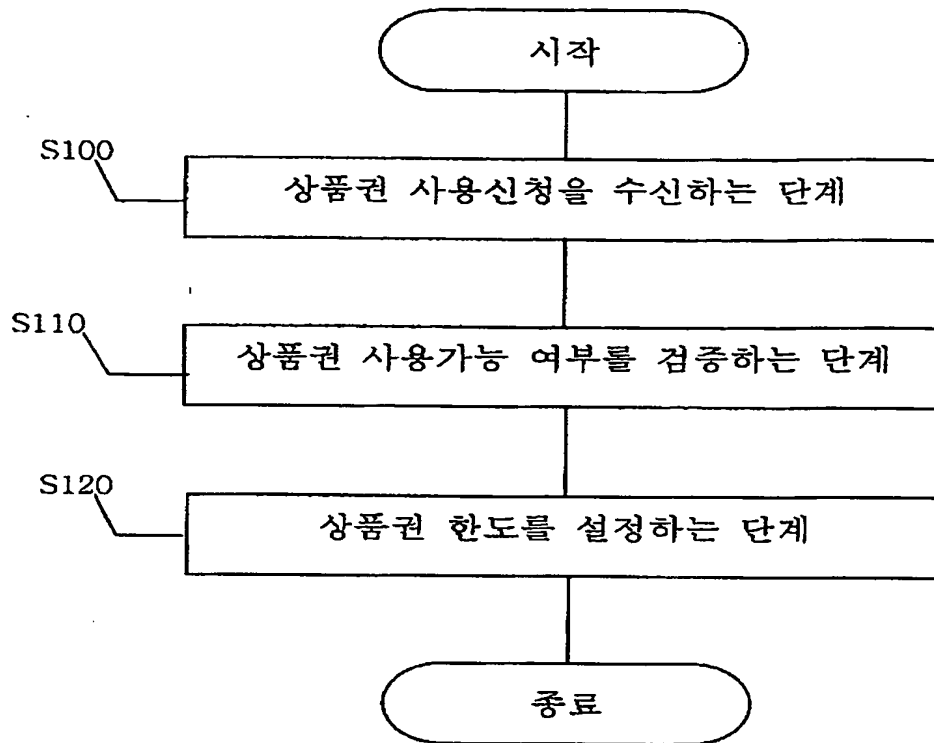 시작
S100
상품권 사용신청을 수신하는 단계
S110
상품권 사용가능 여부를 검증하는 단계
S120
상품권 한도를 설정하는 단계
종료